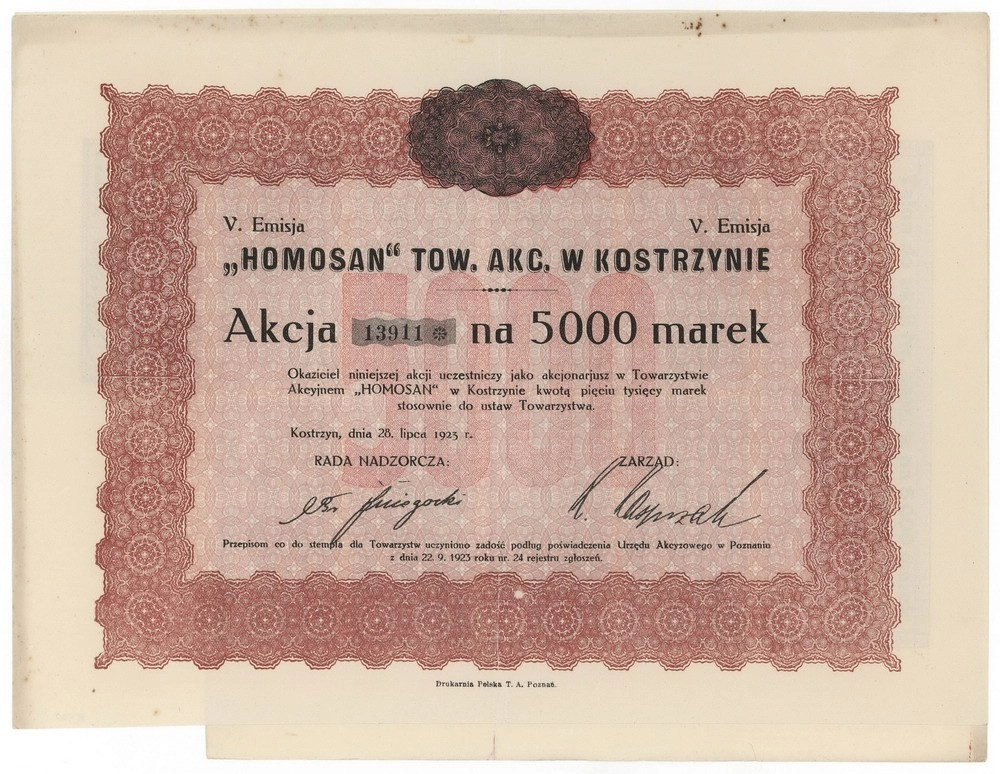 V. Emisja V. Emisja
„HOMOSAN“ TOW. AKC. W KOSTRZYNIE
Akcja 13911 * na 5000 marek
5000
Okaziciel niniejszej akcji uczestniczy jako akcjonarjusz w Towarzystwie
Akcyjnem „HOMOSAN“ w Kostrzynie kwotą pięciu tysięcy marek
stosownie do ustaw Towarzystwa.
Kostrzyn, dnia 28. lipca 1923 r.
RADA NADZORCZA: ZARZĄD:
Przepisom co do stempla dla Towarzystw uczyniono zadość podług poświadczenia Urzędu Akcyzowego w Poznaniu
z dnia 22. 9. 1923 roku nr. 24 rejestru zgłoszeń.
Drukarnia Polska T. A. Poznań.